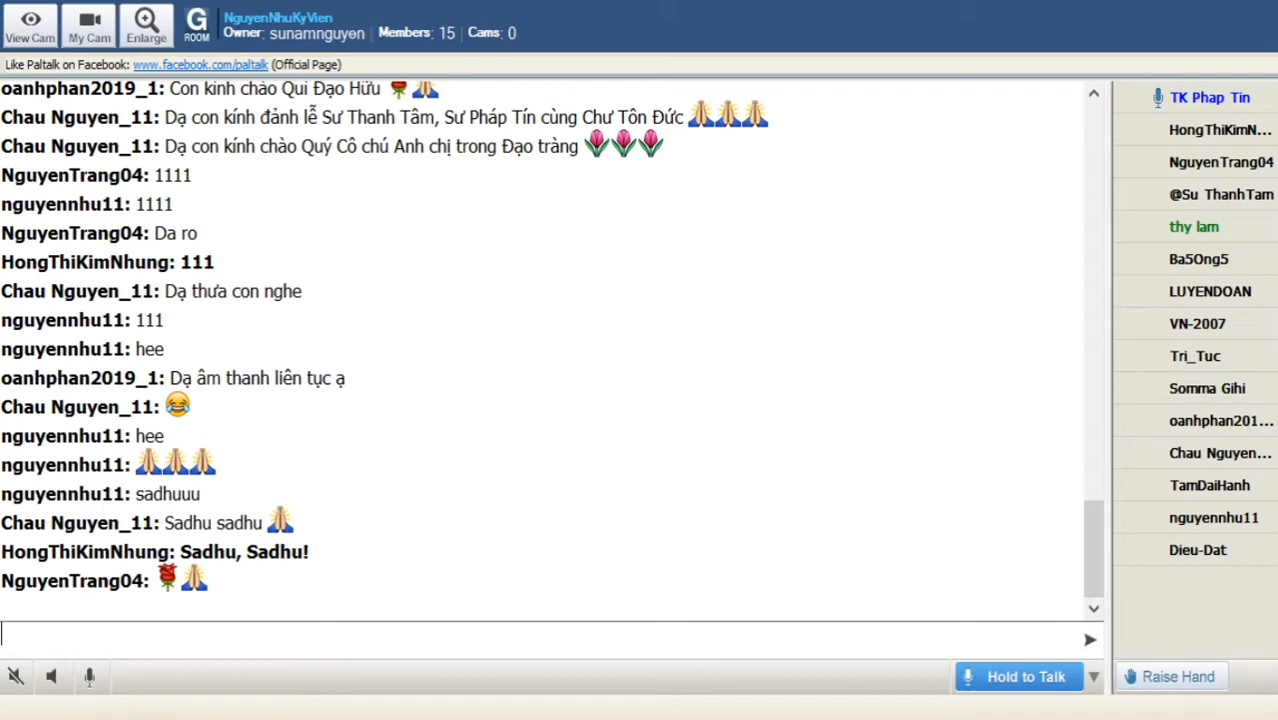 View Cam
My Cam
Enlarge
G
ROOM
NguyenNhuKyVien
Owner: sunamnguyen | Members: 15 | Cams: 0
Like Paltalk on Facebook: www.facebook.com/paltalk (Official Page)
oanhphan2019_1: Con kính chào Quí Đạo Hữu 🌹🙏
Chau Nguyen_11: Dạ con kính đảnh lễ Sư Thanh Tâm, Sư Pháp Tín cùng Chư Tôn Đức 🙏🙏🙏
Chau Nguyen_11: Dạ con kính chào Quý Cô chú Anh chị trong Đạo tràng 🌷🌷🌷
NguyenTrang04: 1111
nguyennhu11: 1111
NguyenTrang04: Da ro
HongThiKimNhung: 111
Chau Nguyen_11: Dạ thưa con nghe
nguyennhu11: 111
nguyennhu11: hee
oanhphan2019_1: Dạ âm thanh liên tục ạ
Chau Nguyen_11: 😂
nguyennhu11: hee
nguyennhu11: 🙏🙏🙏
nguyennhu11: sadhuuu
Chau Nguyen_11: Sadhu sadhu 🙏
HongThiKimNhung: Sadhu, Sadhu!
NguyenTrang04: 🌹🙏
TK Phap Tin
HongThiKimN...
NguyenTrang04
@Su ThanhTam
thy lam
Ba5Ong5
LUYENDOAN
VN-2007
Tri_Tuc
Somma Gihi
oanhphan201...
Chau Nguyen...
TamDaiHanh
nguyennhu11
Dieu-Dat
Hold to Talk
Raise Hand